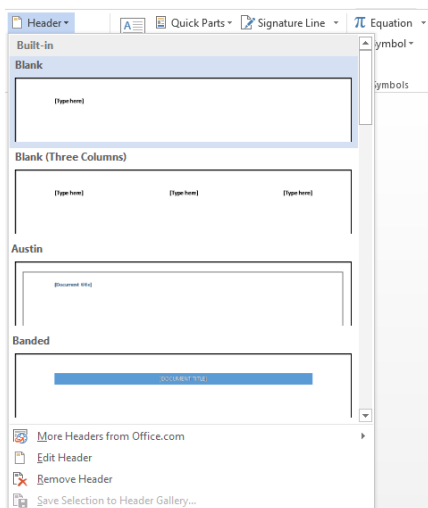 Header Quick Parts Signature Line Equation
Built-in ymbol
Blank
ymbols
[Type here]
Blank (Three Columns)
[Type here] [Type here] [Type here]
Austin
[Document title]
Banded
[DOCUMENT TITLE]
More Headers from Office.com
Edit Header
Remove Header
Save Selection to Header Gallery...